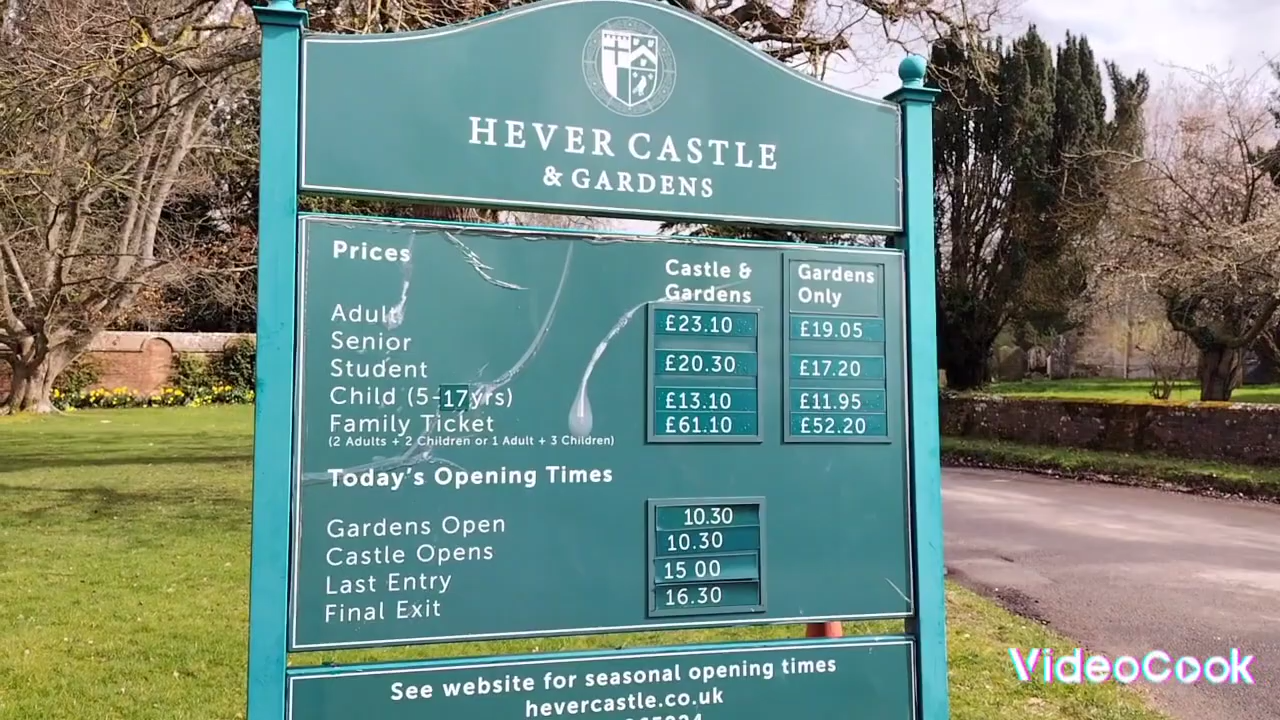 HEVER CASTLE
& GARDENS
Prices
Castle &
Gardens
Gardens
Only
Adult
£23.10
£19.05
Senior
Student
£20.30
£17.20
Child (5-17yrs)
£13.10
£11.95
Family Ticket
£61.10
£52.20
(2 Adults + 2 Children or 1 Adult + 3 Children)
Today's Opening Times
Gardens Open
10.30
Castle Opens
10.30
Last Entry
15 00
Final Exit
16.30
See website for seasonal opening times
hevercastle.co.uk
VideoCook